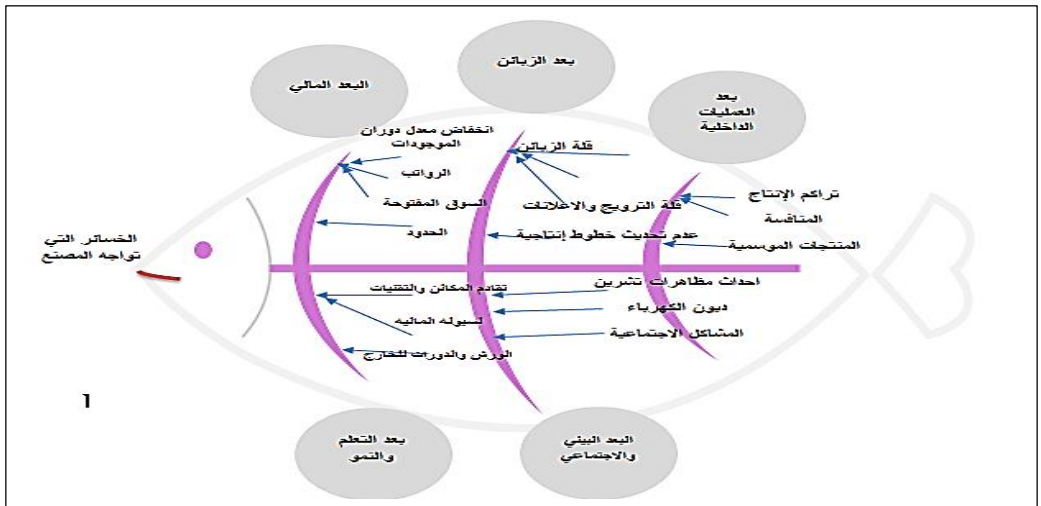 بعد الزبائن
البعد المالي
بعد
العمليات
الداخلية
انخفاض معدل دوران
الموجودات
الرواتب
السوق المفتوحة
الحدود
قلة الزبائن
قلة الترويج والاعلانات
عدم تحديث خطوط إنتاجية
تراكم الإنتاج
المنافسة
المنتجات الموسمية
الخسائر التي
تواجه المصنع
احداث مظاهرات تشرين
ديون الكهرباء
المشاكل الاجتماعية
تقادم المكائن والتقنيات
لسيوله الماليه
الورش والدورات للخارج
1
البعد البيئي
والاجتماعي
بعد التعلم
والنمو